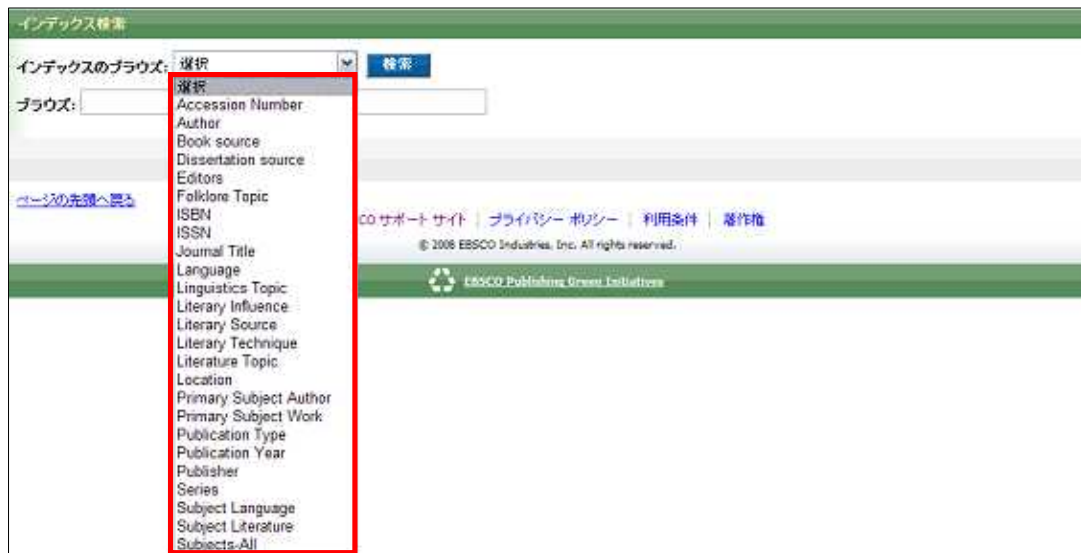 インデックス検索
インデックスのブラウズ: 選択 検索
選択
ブラウズ:
Accession Number
Author
Book source
Dissertation source
Editors
Folklore Topic
ISBN
ISSN
Journal Title
Language
Linguistics Topic
Literary Influence
Literary Source
Literary Technique
Literature Topic
Location
Primary Subject Author
Primary Subject Work
Publication Type
Publication Year
Publisher
Series
Subject Language
Subject Literature
Subjects-All
ページの先頭へ戻る
CO サポート サイト | プライバシー ポリシー | 利用条件 | 著作権
© 2008 EBSCO Industries, Inc. All rights reserved.
EBSCO Publishing Green Initiatives